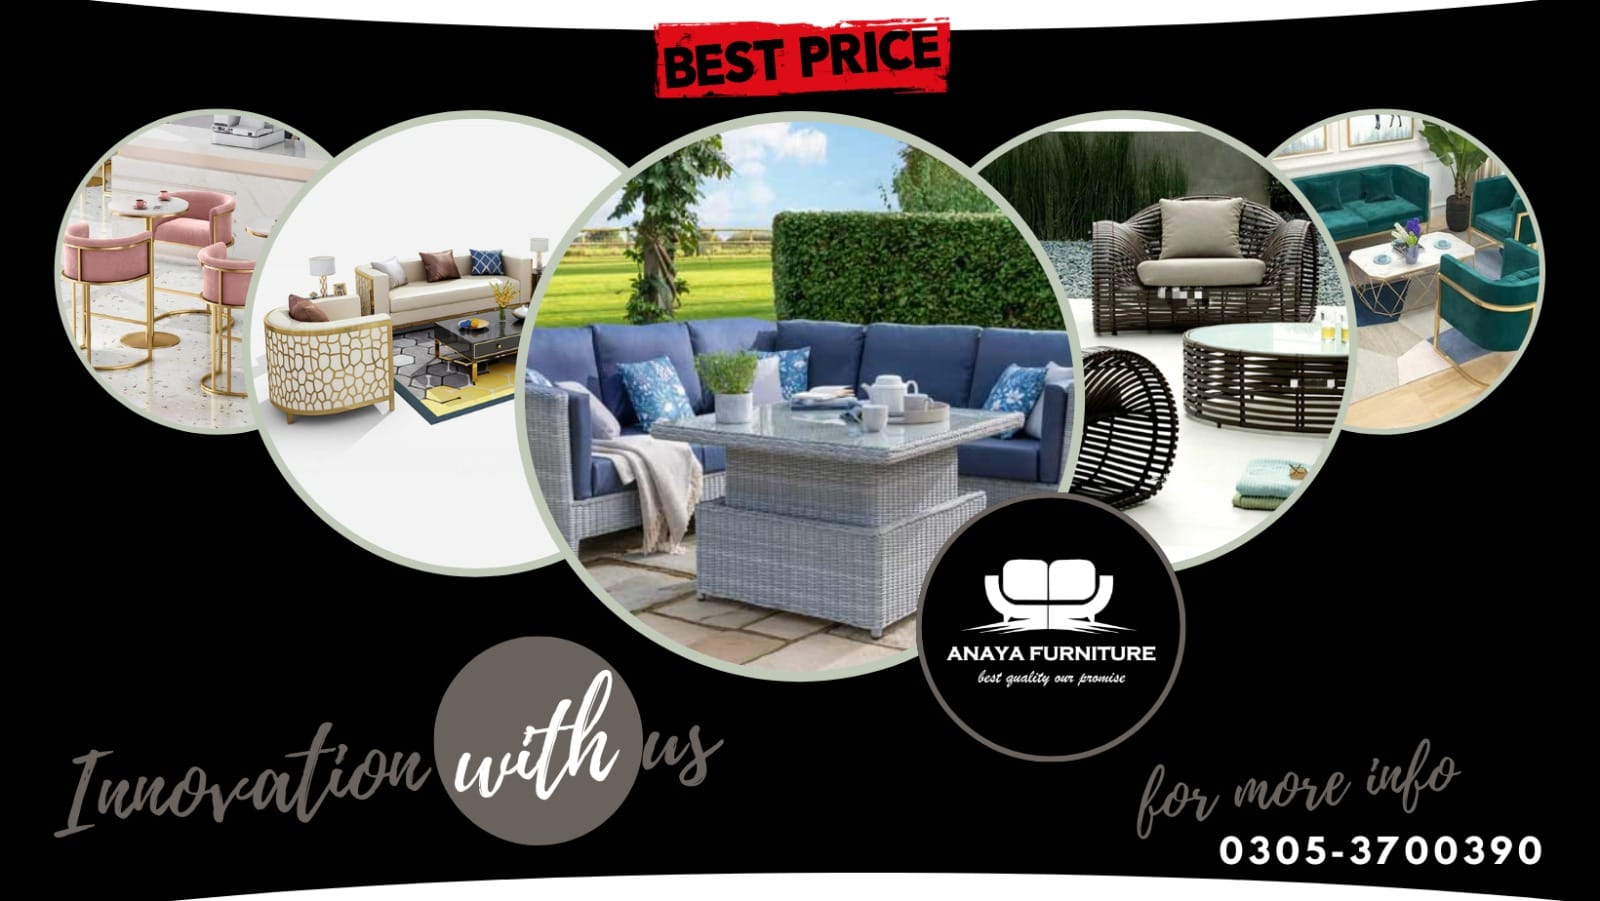 BEST PRICE
ANAYA FURNITURE
best quality our promise
Innovation with us
for more info
0305-3700390